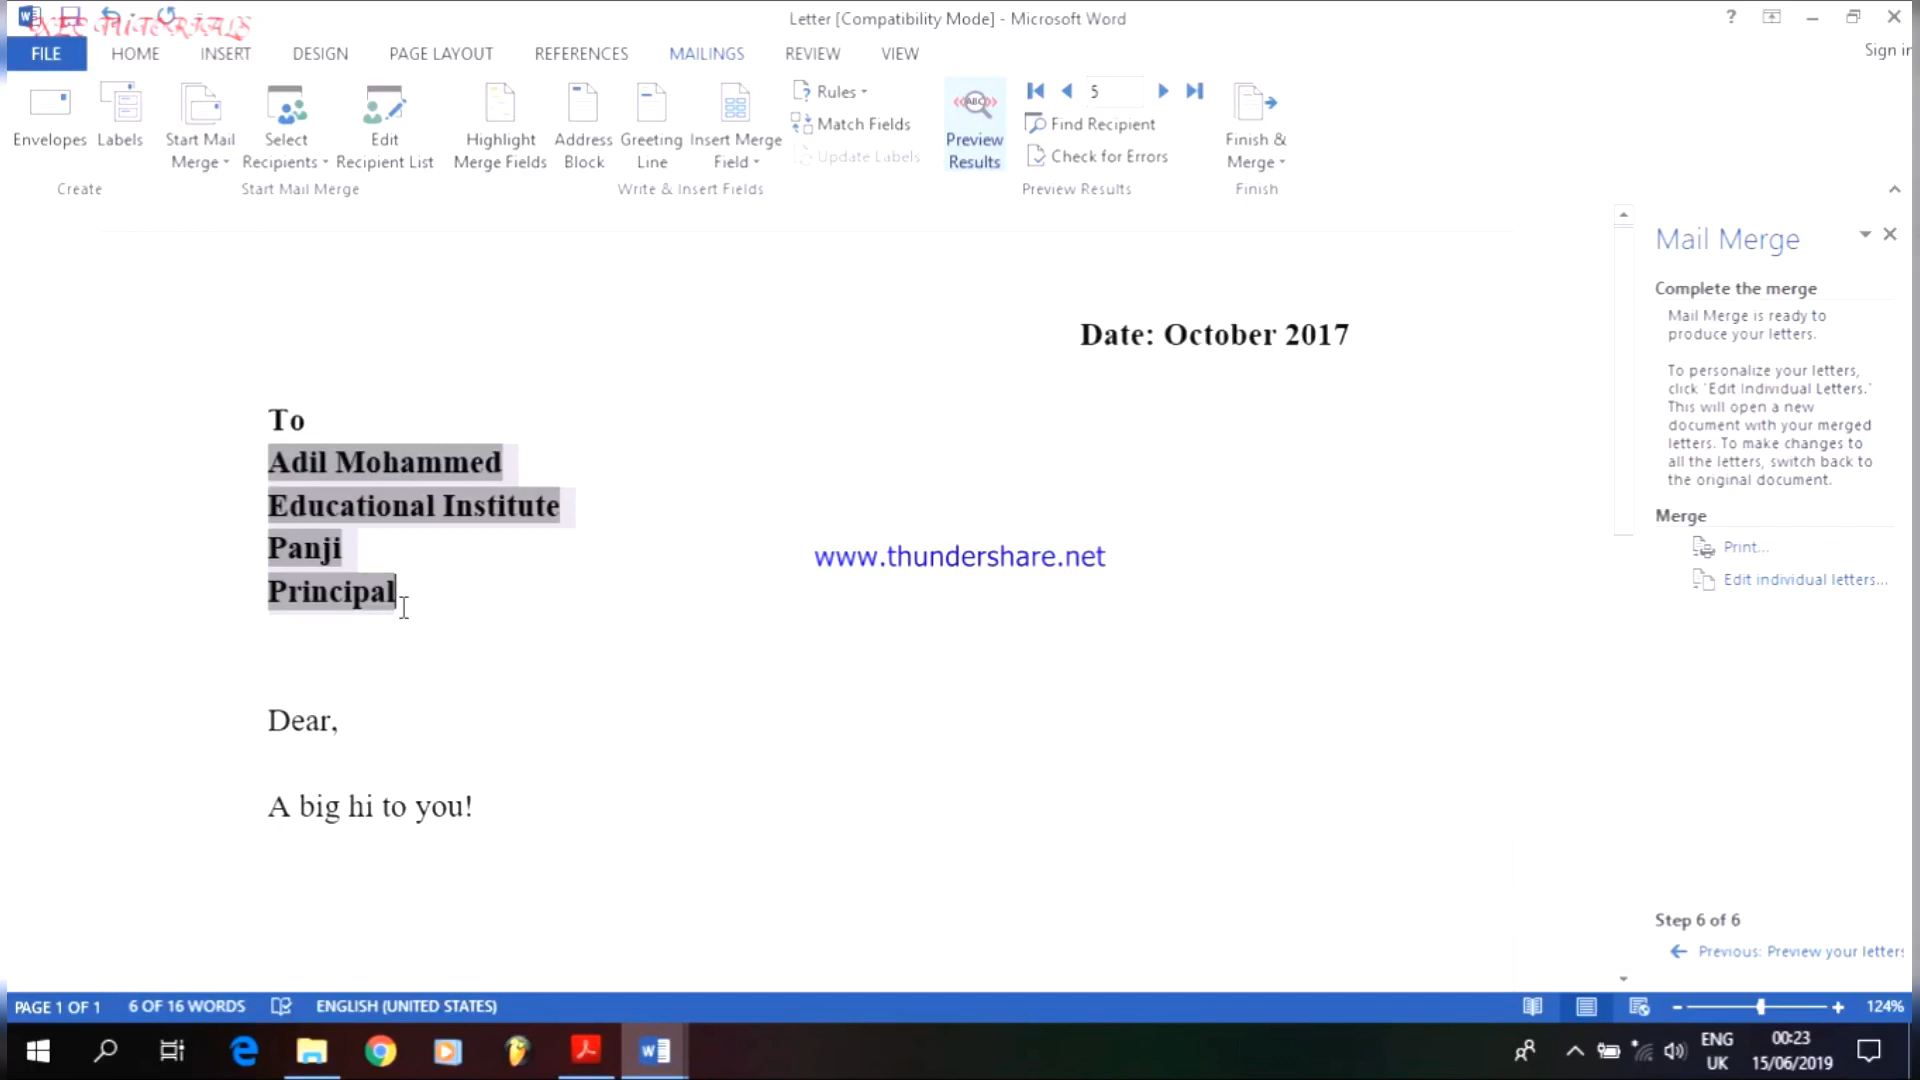 NEC TUTORIALS
Letter [Compatibility Mode] - Microsoft Word
?
Sign in
FILE HOME INSERT DESIGN PAGE LAYOUT REFERENCES MAILINGS REVIEW VIEW
Envelopes
Labels
Create
Start Mail
Merge
Select
Recipients
Edit
Recipient List
Start Mail Merge
Highlight
Merge Fields
Address
Block
Greeting
Line
Insert Merge
Field
Rules
Match Fields
Update Labels
Write & Insert Fields
ABC
Preview
Results
5
Find Recipient
Check for Errors
Preview Results
Finish &
Merge
Finish
Date: October 2017
To
Adil Mohammed
Educational Institute
Panji
Principal
Dear,
A big hi to you!
www.thundershare.net
Mail Merge
Complete the merge
Mail Merge is ready to
produce your letters.
To personalize your letters,
click "Edit Individual Letters."
This will open a new
document with your merged
letters. To make changes to
all the letters, switch back to
the original document.
Merge
Print...
Edit individual letters...
Step 6 of 6
Previous: Preview your letters
PAGE 1 OF 1 6 OF 16 WORDS ENGLISH (UNITED STATES) 124%
ENG
UK
00:23
15/06/2019